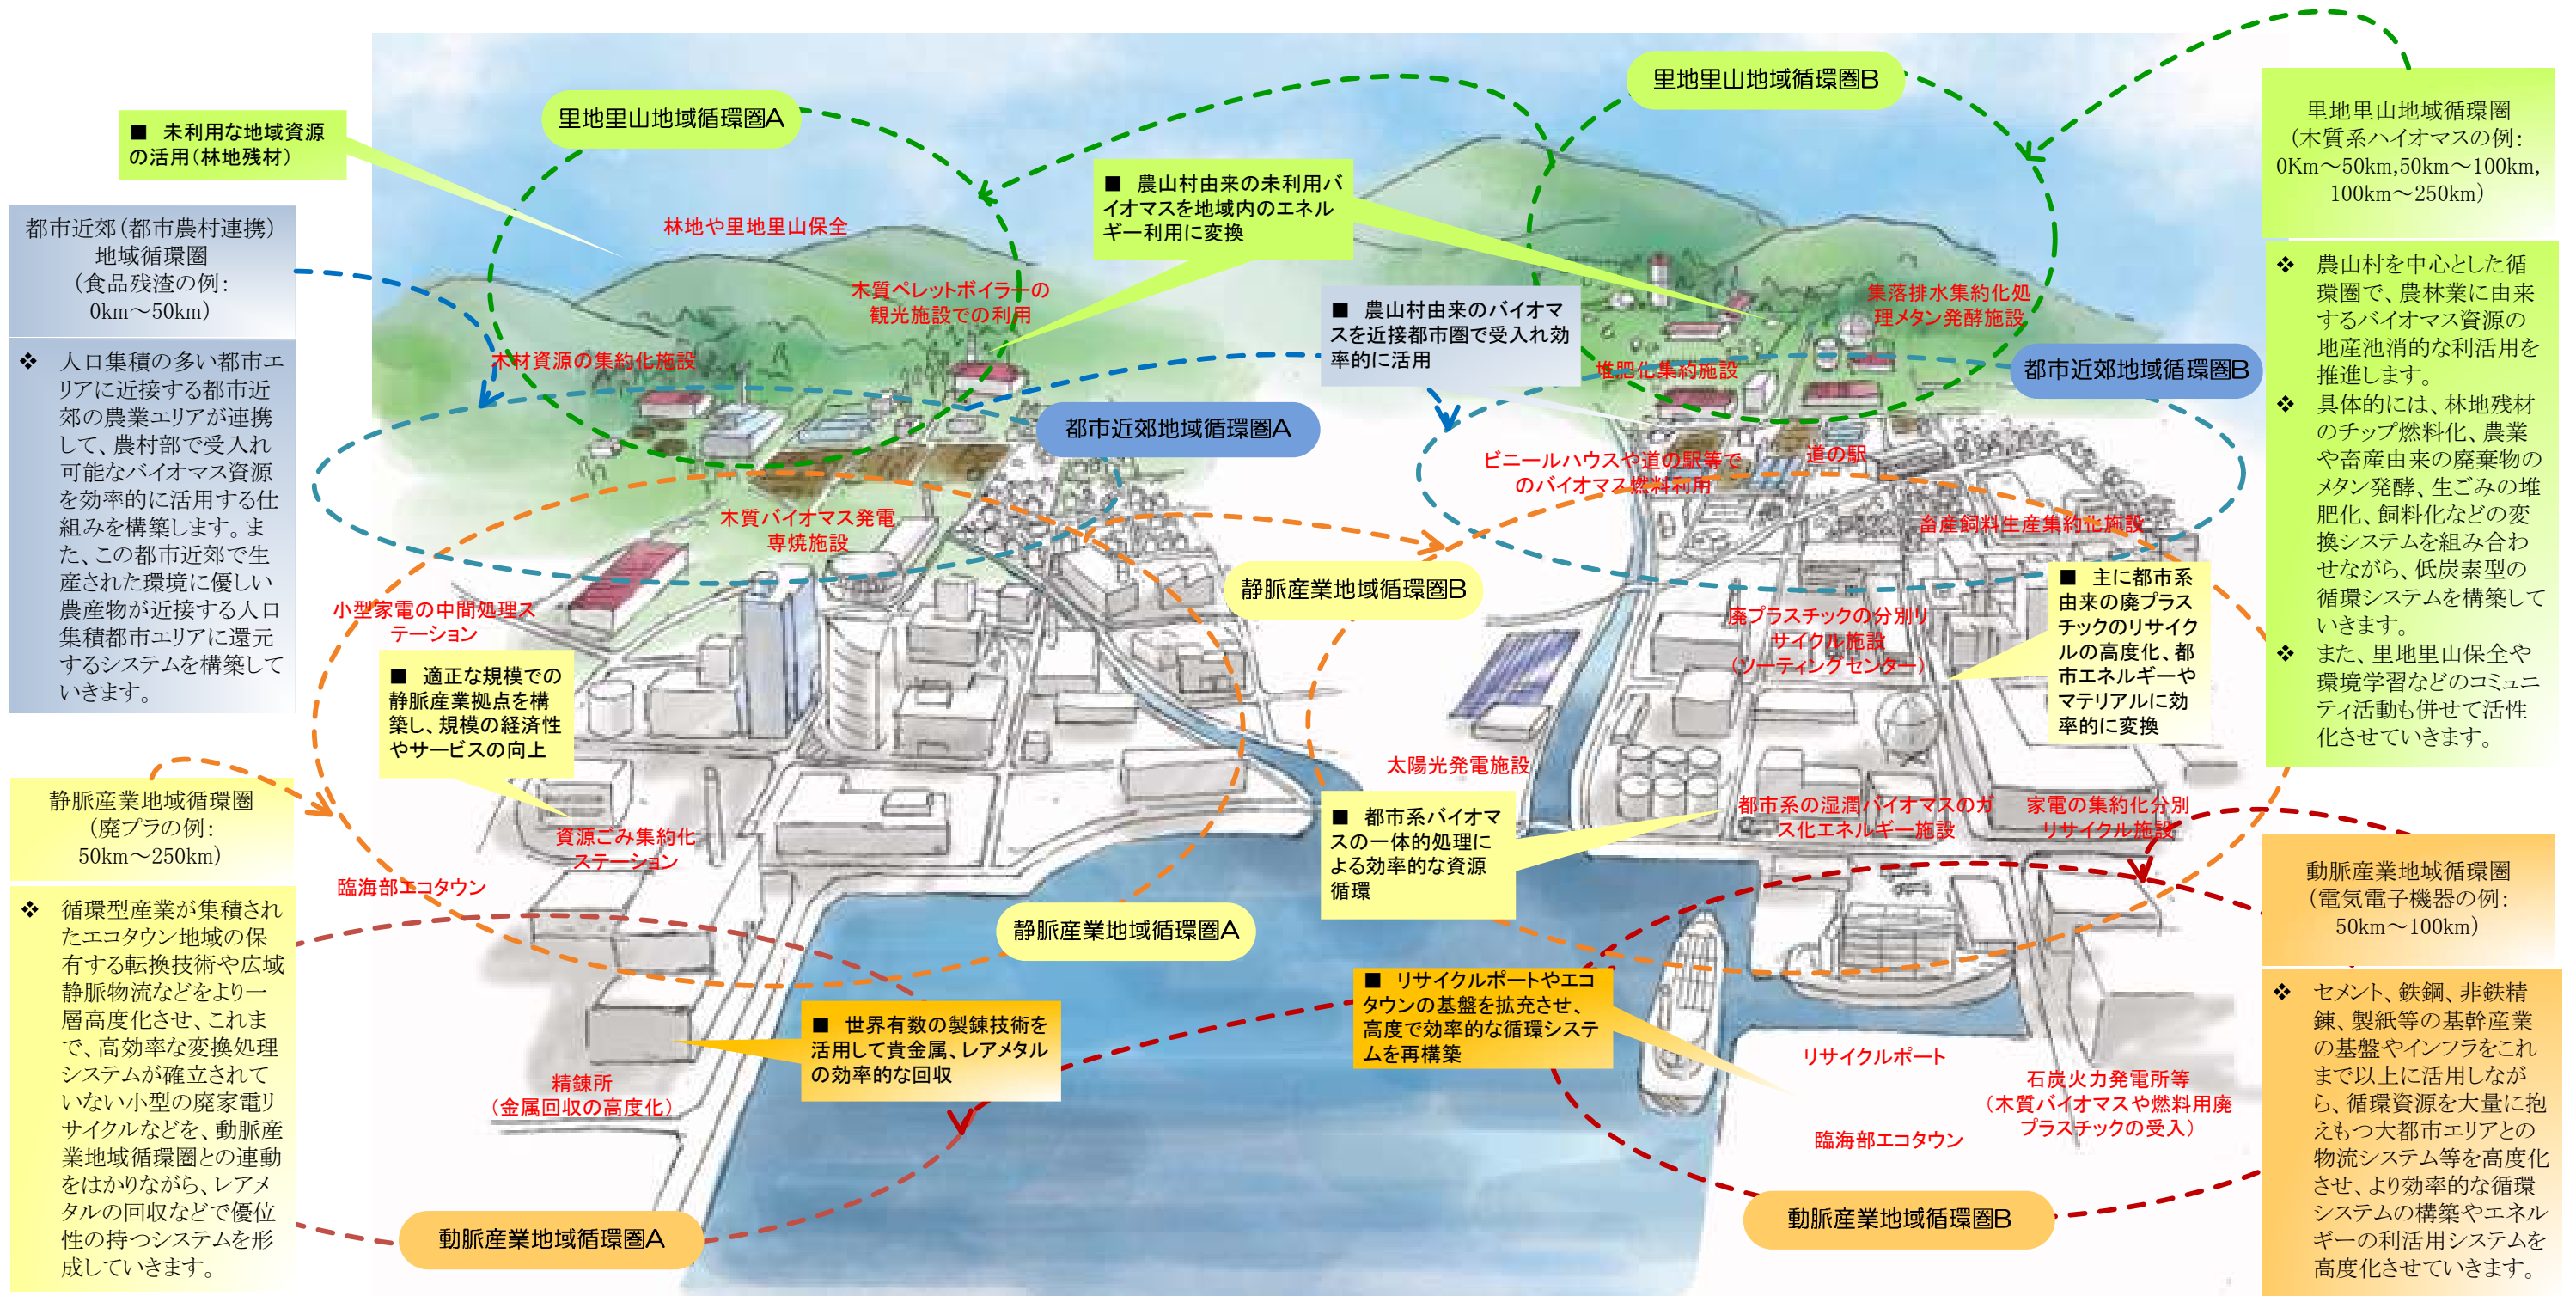 里地里山地域循環圏A
里地里山地域循環圏B
■ 未利用な地域資源
の活用(林地残材)
里地里山地域循環圏
(木質系ハイオマスの例:
0Km～50km,50km～100km,
100km～250km)
■ 農山村由来の未利用バ
イオマスを地域内のエネル
ギー利用に変換
都市近郊(都市農村連携)
地域循環圏
(食品残渣の例:
0km～50km)
林地や里地里山保全
木質ペレットボイラーの
観光施設での利用
■ 農山村由来のバイオマ
スを近接都市圏で受入れ効
率的に活用
集落排水集約化処
理メタン発酵施設
❖ 農山村を中心とした循
環圏で、農林業に由来
するバイオマス資源の
地産池消的な利活用を
推進します。
❖ 具体的には、林地残材
のチップ燃料化、農業
や畜産由来の廃棄物の
メタン発酵、生ごみの堆
肥化、飼料化などの変
換システムを組み合わ
せながら、低炭素型の
循環システムを構築して
いきます。
❖ また、里地里山保全や
環境学習などのコミュニ
ティ活動も併せて活性
化させていきます。
❖ 人口集積の多い都市エ
リアに近接する都市近
郊の農業エリアが連携
して、農村部で受入れ
可能なバイオマス資源
を効率的に活用する仕
組みを構築します。ま
た、この都市近郊で生
産された環境に優しい
農産物が近接する人口
集積都市エリアに還元
するシステムを構築して
いきます。
木材資源の集約化施設
堆肥化集約施設
都市近郊地域循環圏B
都市近郊地域循環圏A
ビニールハウスや道の駅等で
のバイオマス燃料利用
道の駅
木質バイオマス発電
専焼施設
畜産飼料生産集約化施設
静脈産業地域循環圏B
小型家電の中間処理ス
テーション
廃プラスチックの分別リ
サイクル施設
(ソーティングセンター)
■ 主に都市系
由来の廃プラス
チックのリサイク
ルの高度化、都
市エネルギーや
マテリアルに効
率的に変換
■ 適正な規模での
静脈産業拠点を構
築し、規模の経済性
やサービスの向上
太陽光発電施設
静脈産業地域循環圏
(廃プラの例:
50km～250km)
■ 都市系バイオマ
スの一体的処理に
よる効率的な資源
循環
都市系の湿潤バイオマスのガ
ス化エネルギー施設
家電の集約化分別
リサイクル施設
資源ごみ集約化
ステーション
臨海部エコタウン
動脈産業地域循環圏
(電気電子機器の例:
50km～100km)
❖ 循環型産業が集積され
たエコタウン地域の保
有する転換技術や広域
静脈物流などをより一
層高度化させ、これま
で、高効率な変換処理
システムが確立されて
いない小型の廃家電リ
サイクルなどを、動脈産
業地域循環圏との連動
をはかりながら、レアメ
タルの回収などで優位
性の持つシステムを形
成していきます。
静脈産業地域循環圏A
■ リサイクルポートやエコ
タウンの基盤を拡充させ、
高度で効率的な循環システ
ムを再構築
■ 世界有数の製錬技術を
活用して貴金属、レアメタル
の効率的な回収
❖ セメント、鉄鋼、非鉄精
錬、製紙等の基幹産業
の基盤やインフラをこれ
まで以上に活用しなが
ら、循環資源を大量に抱
えもつ大都市エリアとの
物流システム等を高度化
させ、より効率的な循環
システムの構築やエネル
ギーの利活用システムを
高度化させていきます。
リサイクルポート
精錬所
(金属回収の高度化)
石炭火力発電所等
(木質バイオマスや燃料用廃
プラスチックの受入)
臨海部エコタウン
動脈産業地域循環圏B
動脈産業地域循環圏A